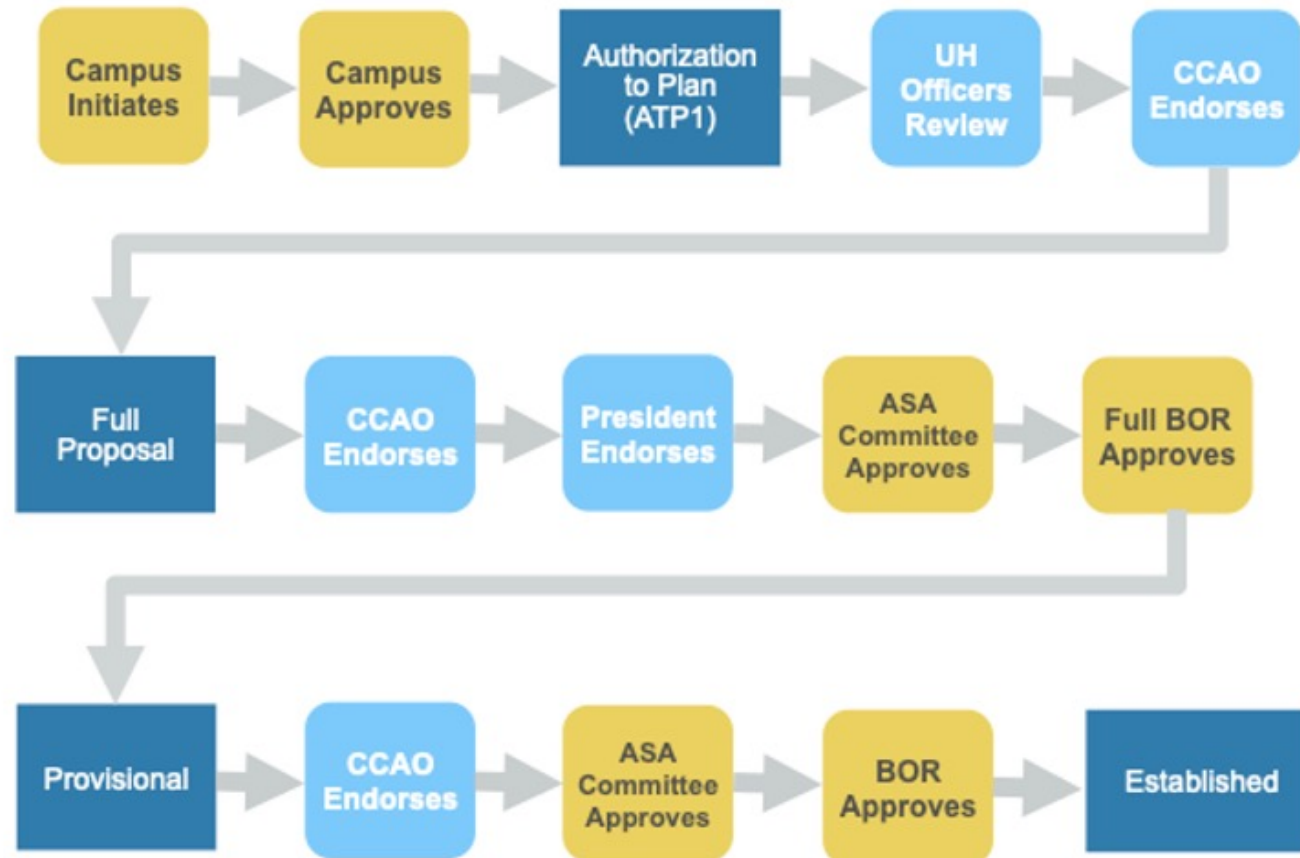 Campus
Initiates
Campus
Approves
Authorization
to Plan
(ATP1)
UH
Officers
Review
CCAO
Endorses
Full
Proposal
CCAO
Endorses
President
Endorses
ASA
Committee
Approves
Full BOR
Approves
Provisional
CCAO
Endorses
ASA
Committee
Approves
BOR
Approves
Established